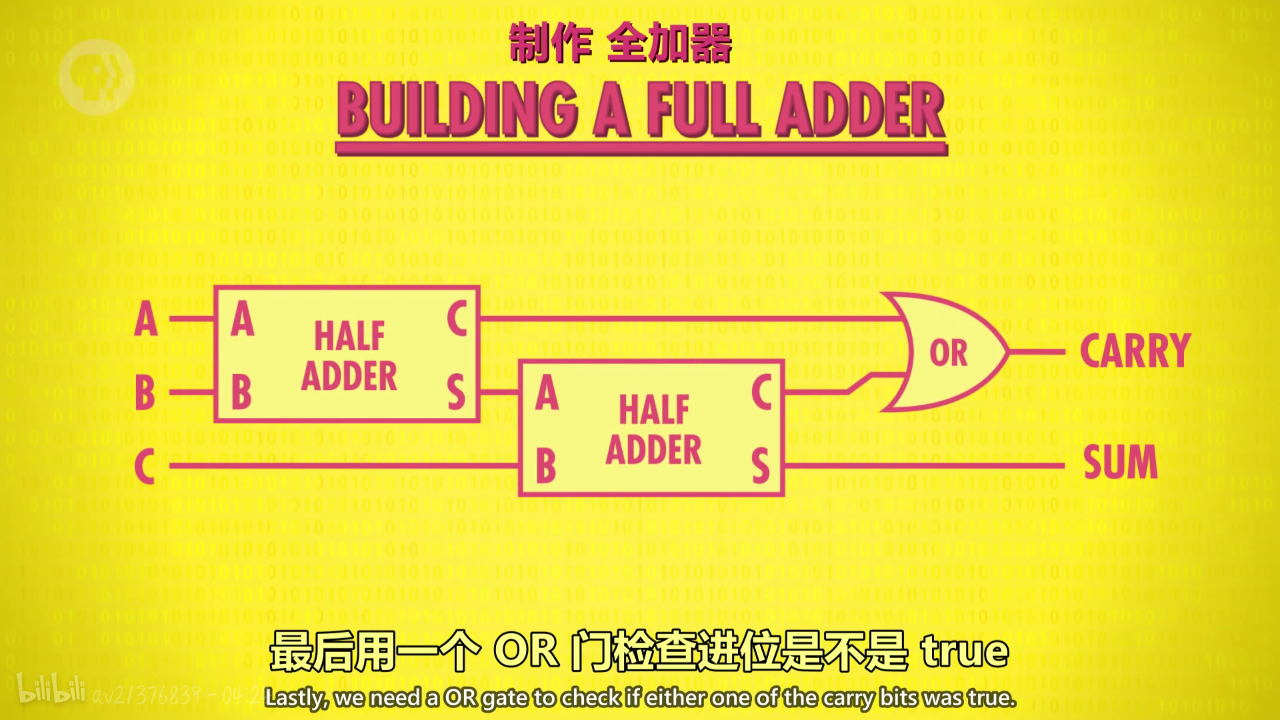 制作 全加器
BUILDING A FULL ADDER
A
A
HALF
ADDER
C
B
B
S
C
A
HALF
ADDER
C
B
S
OR
CARRY
SUM
最后用一个 OR 门检查进位是不是 true
Lastly, we need a OR gate to check if either one of the carry bits was true.
bilibili